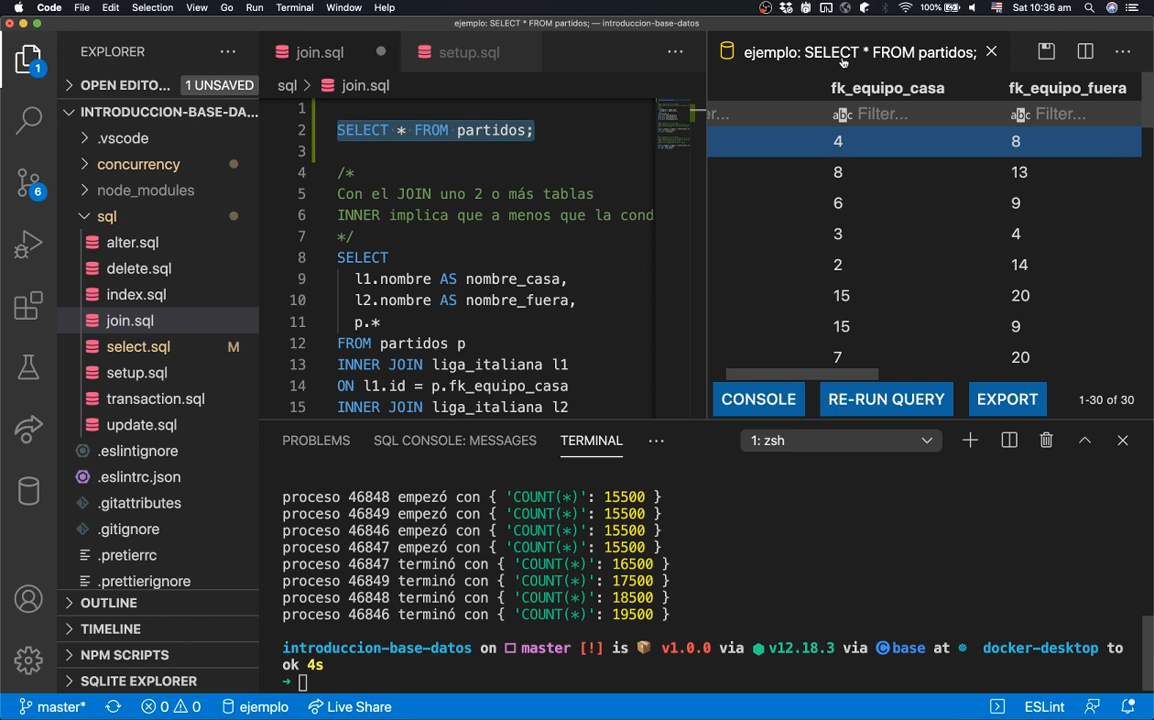 Code File Edit Selection View Go Run Terminal Window Help 100% Sat 10:36 am
ejemplo: SELECT * FROM partidos; — introduccion-base-datos
EXPLORER
OPEN EDITO... 1 UNSAVED
INTRODUCCION-BASE-DA...
.vscode
concurrency
node_modules
sql
alter.sql
delete.sql
index.sql
join.sql
select.sql M
setup.sql
transaction.sql
update.sql
.eslintignore
.eslintrc.json
.gitattributes
.gitignore
.pretierrc
.prettierignore
OUTLINE
TIMELINE
NPM SCRIPTS
SQLITE EXPLORER
1
6
join.sql
setup.sql
sql > join.sql
1
2 SELECT * FROM partidos;
3
4 /*
5 Con el JOIN uno 2 o más tablas
6 INNER implica que a menos que la cond
7 */
8 SELECT
9 l1.nombre AS nombre_casa,
10 l2.nombre AS nombre_fuera,
11 p.*
12 FROM partidos p
13 INNER JOIN liga_italiana l1
14 ON l1.id = p.fk_equipo_casa
15 INNER JOIN liga_italiana l2
ejemplo: SELECT * FROM partidos;
fk_equipo_casa fk_equipo_fuera
er... abc Filter... abc Filter...
4 8
8 13
6 9
3 4
2 14
15 20
15 9
7 20
CONSOLE RE-RUN QUERY EXPORT 1-30 of 30
PROBLEMS SQL CONSOLE: MESSAGES TERMINAL 1: zsh
proceso 46848 empezó con { 'COUNT(*)': 15500 }
proceso 46849 empezó con { 'COUNT(*)': 15500 }
proceso 46846 empezó con { 'COUNT(*)': 15500 }
proceso 46847 empezó con { 'COUNT(*)': 15500 }
proceso 46847 terminó con { 'COUNT(*)': 16500 }
proceso 46849 terminó con { 'COUNT(*)': 17500 }
proceso 46848 terminó con { 'COUNT(*)': 18500 }
proceso 46846 terminó con { 'COUNT(*)': 19500 }
introduccion-base-datos on master [!] is 📦 v1.0.0 via v12.18.3 via base at docker-desktop to
ok 4s
→
master* 0 0 ejemplo Live Share ESLint